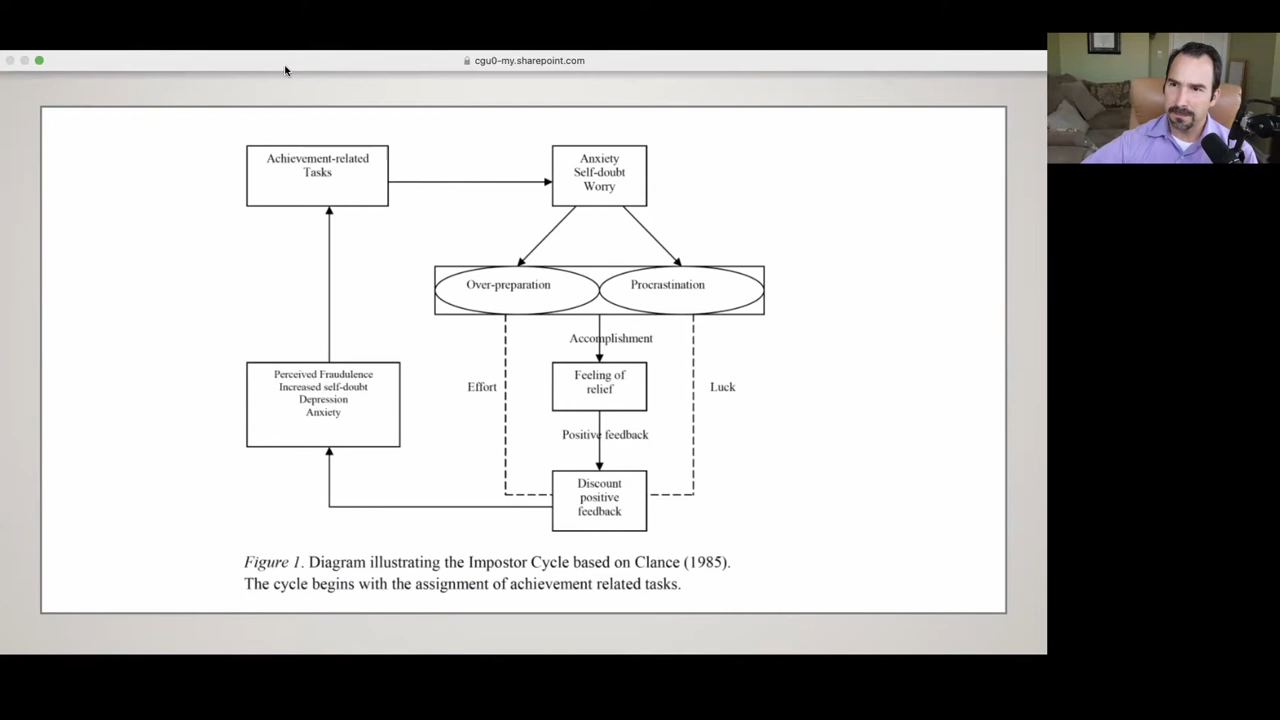 cgu0-my.sharepoint.com
Achievement-related
Tasks
Anxiety
Self-doubt
Worry
Over-preparation
Procrastination
Accomplishment
Perceived Fraudulence
Increased self-doubt
Depression
Anxiety
Effort
Feeling of
relief
Luck
Positive feedback
Discount
positive
feedback
Figure 1. Diagram illustrating the Impostor Cycle based on Clance (1985).
The cycle begins with the assignment of achievement related tasks.